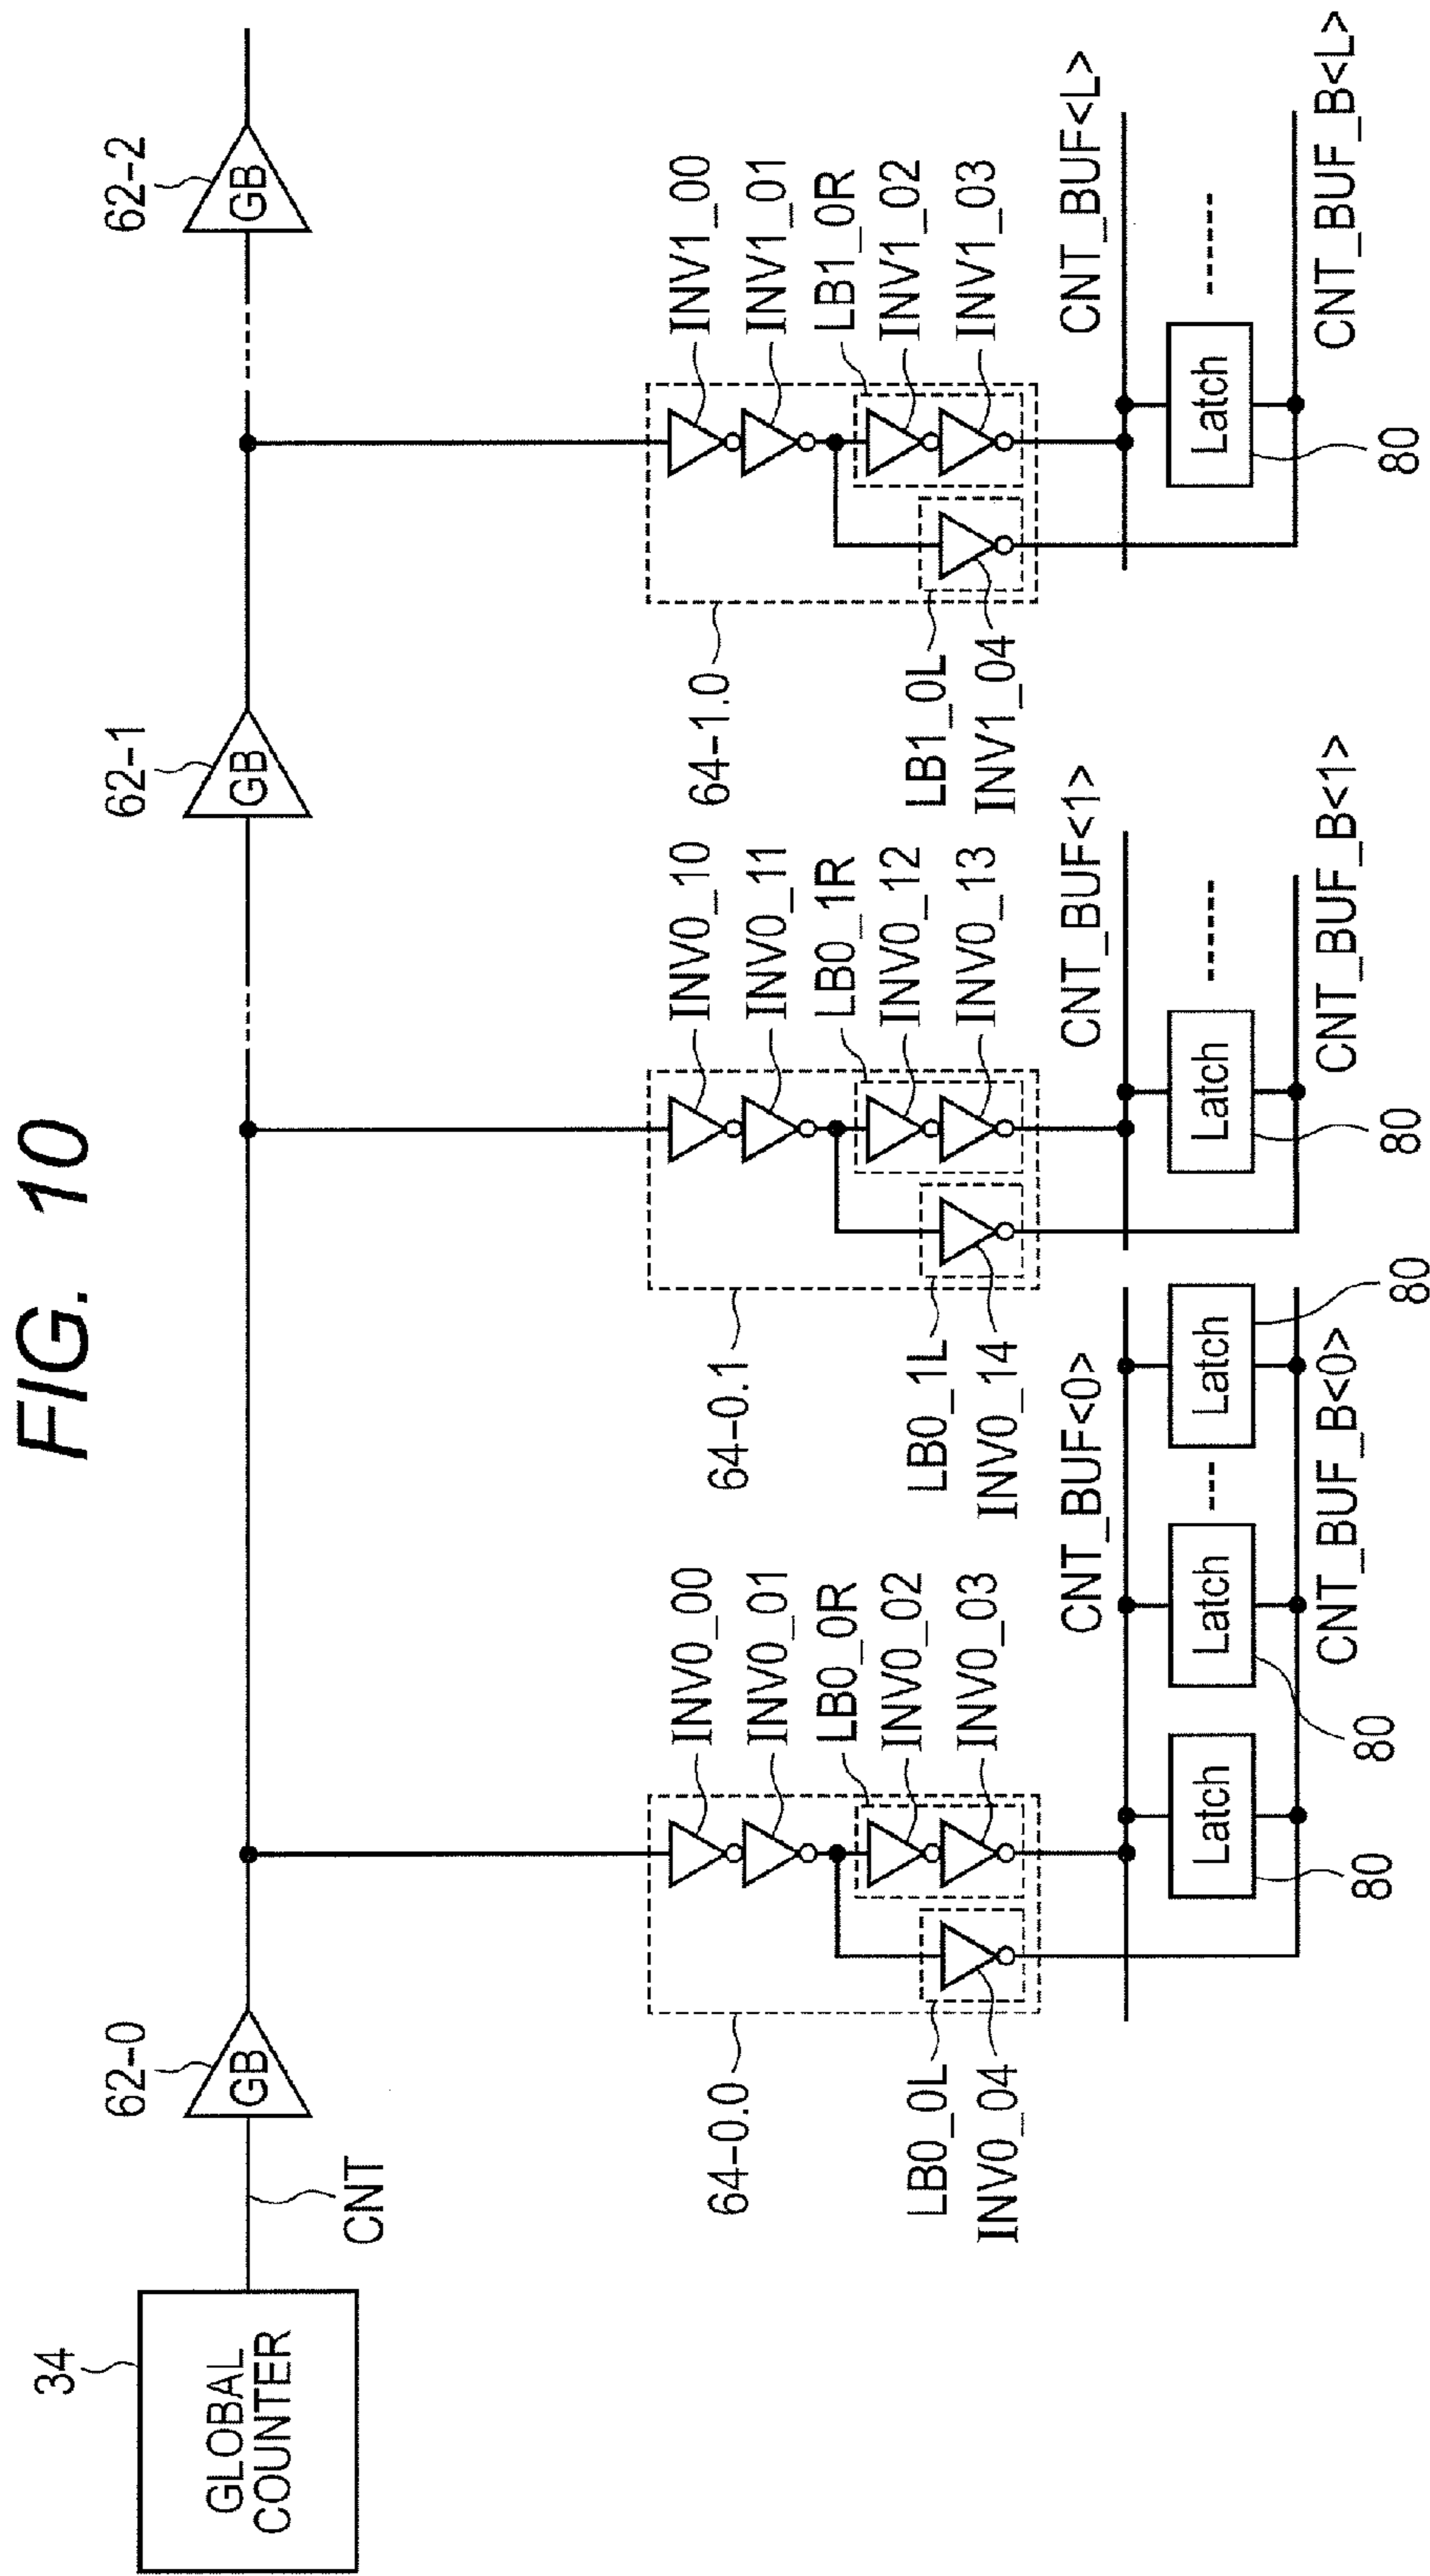 FIG. 10
34
GLOBAL
COUNTER
CNT
62-0
GB
62-1
GB
62-2
GB
64-0.0
INV0_00
INV0_01
LB0_0R
INV0_02
INV0_03
LB0_0L
INV0_04
64-0.1
INV0_10
INV0_11
LB0_1R
INV0_12
INV0_13
LB0_1L
INV0_14
64-1.0
INV1_00
INV1_01
LB1_0R
INV1_02
INV1_03
LB1_0L
INV1_04
CNT_BUF<0>
CNT_BUF<1>
CNT_BUF<L>
Latch
Latch
Latch
Latch
Latch
80
80
80
80
80
CNT_BUF_B<0>
CNT_BUF_B<1>
CNT_BUF_B<L>